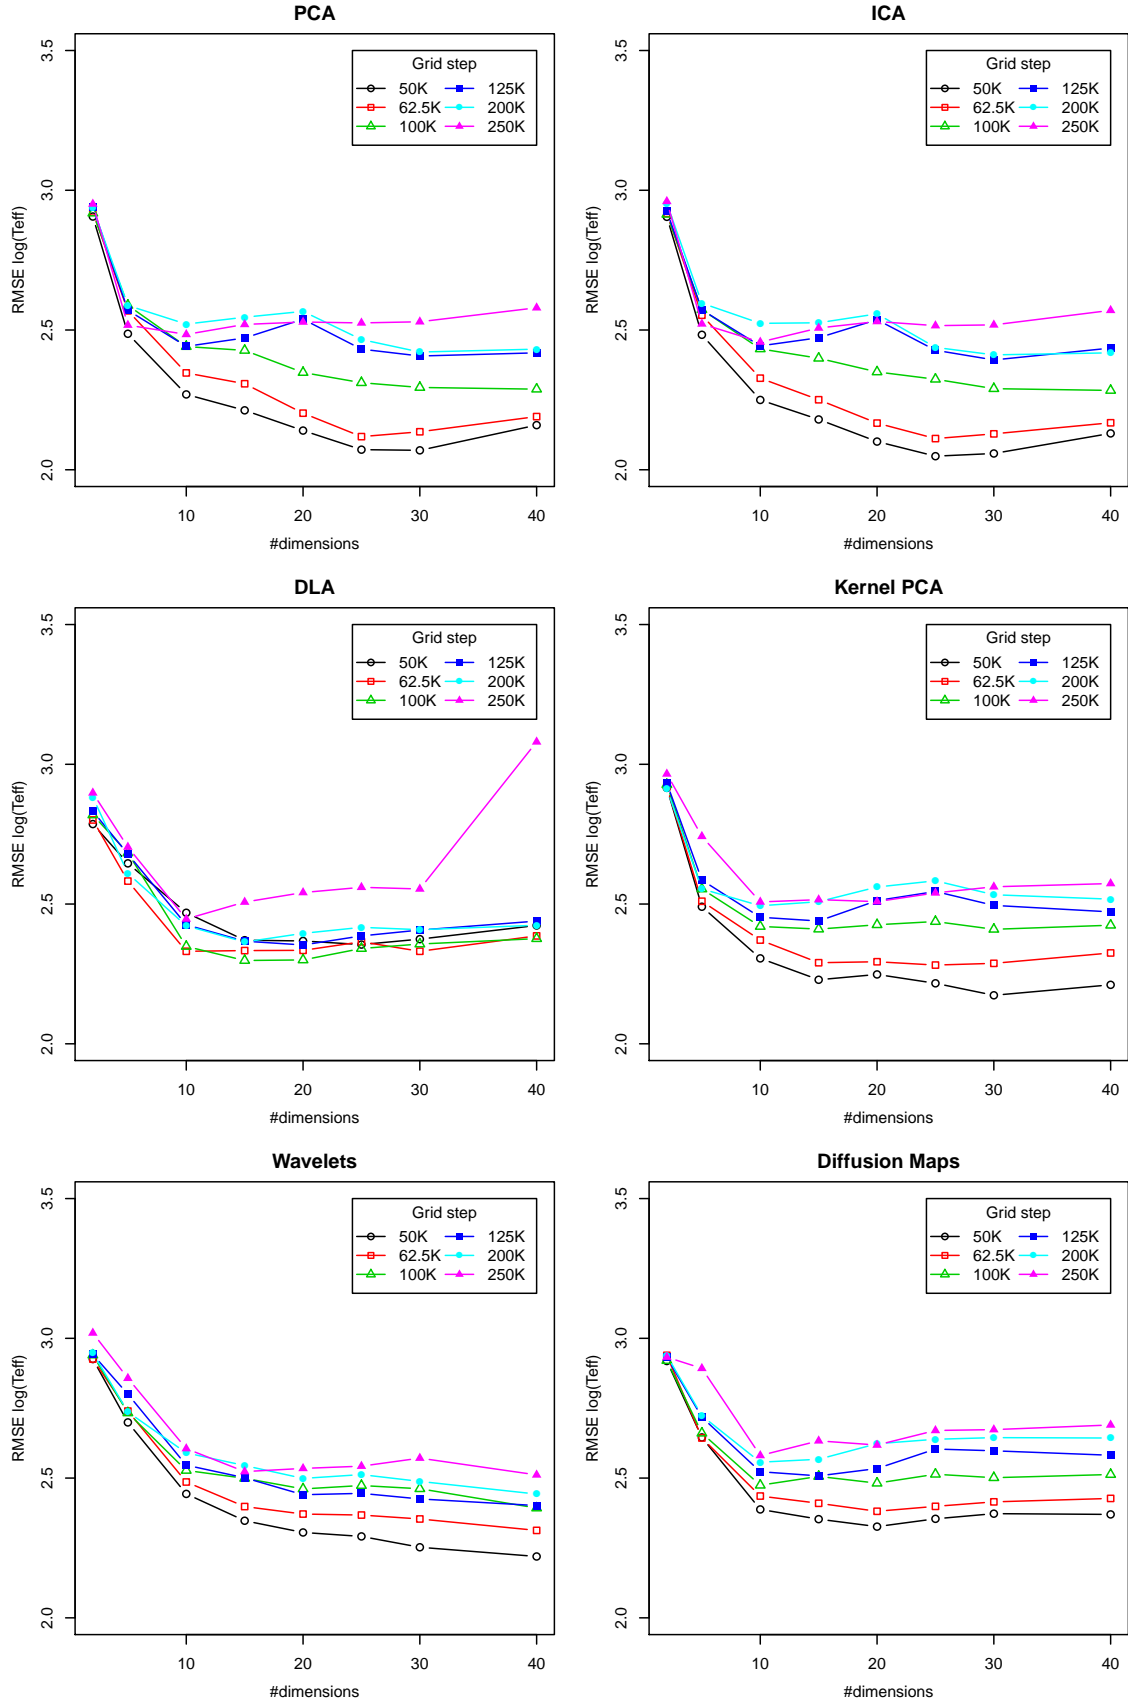 PCA
3.5
3.0
2.5
2.0
RMSE log(Teff)
Grid step
50K 125K
62.5K 200K
100K 250K
10 20 30 40
#dimensions
ICA
3.5
3.0
2.5
2.0
RMSE log(Teff)
Grid step
50K 125K
62.5K 200K
100K 250K
10 20 30 40
#dimensions
DLA
3.5
3.0
2.5
2.0
RMSE log(Teff)
Grid step
50K 125K
62.5K 200K
100K 250K
10 20 30 40
#dimensions
Kernel PCA
3.5
3.0
2.5
2.0
RMSE log(Teff)
Grid step
50K 125K
62.5K 200K
100K 250K
10 20 30 40
#dimensions
Wavelets
3.5
3.0
2.5
2.0
RMSE log(Teff)
Grid step
50K 125K
62.5K 200K
100K 250K
10 20 30 40
#dimensions
Diffusion Maps
3.5
3.0
2.5
2.0
RMSE log(Teff)
Grid step
50K 125K
62.5K 200K
100K 250K
10 20 30 40
#dimensions